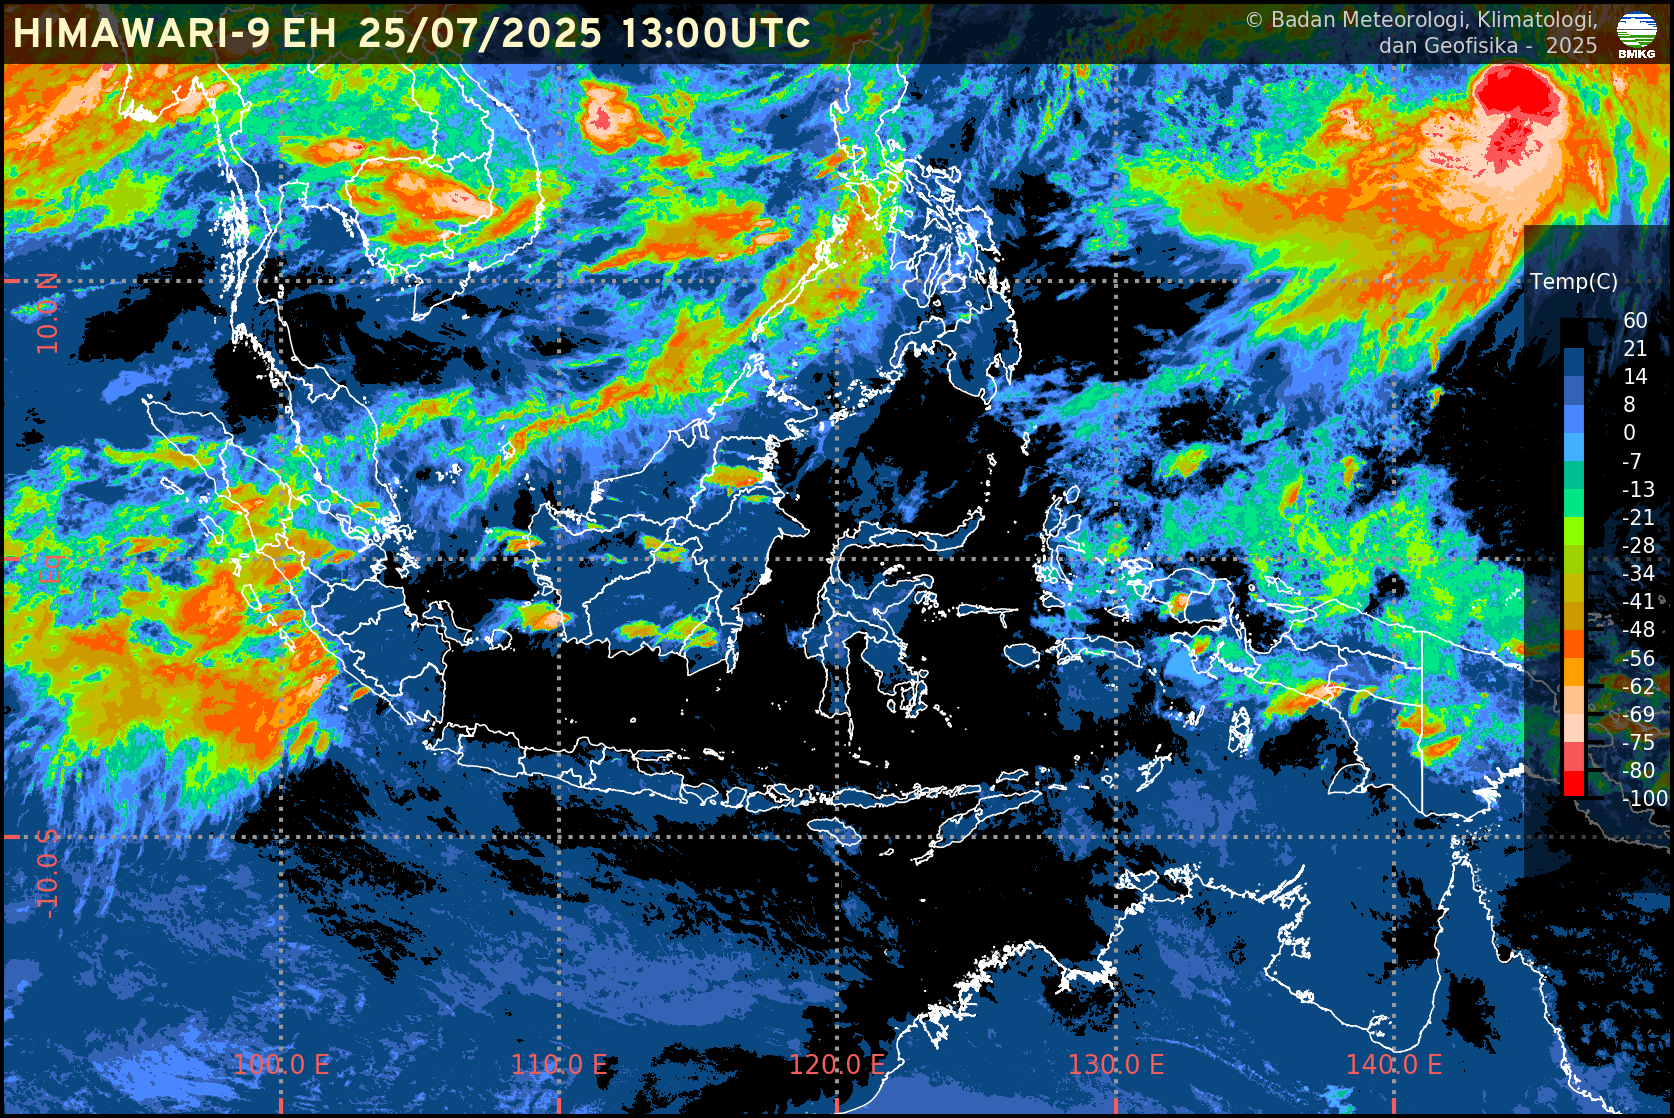 HIMAWARI-9 EH 25/07/2025 13:00UTC
© Badan Meteorologi, Klimatologi,
dan Geofisika - 2025
BMKG
Temp(C)
60
21
14
8
0
-7
-13
-21
-28
-34
-41
-48
-56
-62
-69
-75
-80
-100
10.0 N
Eq
-10.0 S
100.0 E
110.0 E
120.0 E
130.0 E
140.0 E